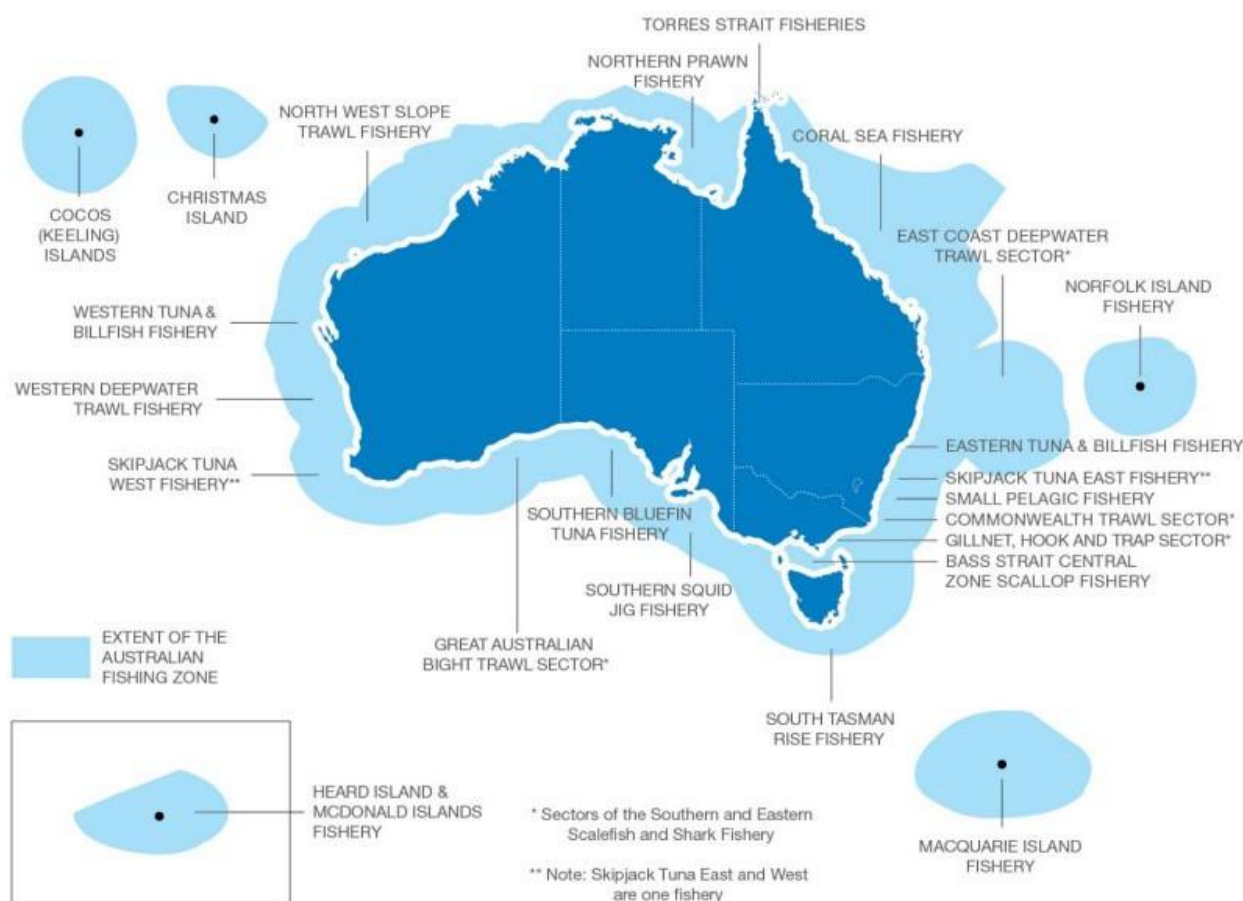 TORRES STRAIT FISHERIES
NORTHERN PRAWN
FISHERY
NORTH WEST SLOPE
TRAWL FISHERY
CORAL SEA FISHERY
CHRISTMAS
ISLAND
COCOS
(KEELING)
ISLANDS
EAST COAST DEEPWATER
TRAWL SECTOR*
NORFOLK ISLAND
FISHERY
WESTERN TUNA &
BILLFISH FISHERY
WESTERN DEEPWATER
TRAWL FISHERY
SKIPJACK TUNA
WEST FISHERY**
EASTERN TUNA & BILLFISH FISHERY
SKIPJACK TUNA EAST FISHERY**
SMALL PELAGIC FISHERY
COMMONWEALTH TRAWL SECTOR*
GILLNET, HOOK AND TRAP SECTOR*
BASS STRAIT CENTRAL
ZONE SCALLOP FISHERY
SOUTHERN BLUEFIN
TUNA FISHERY
SOUTHERN SQUID
JIG FISHERY
GREAT AUSTRALIAN
BIGHT TRAWL SECTOR*
EXTENT OF THE
AUSTRALIAN
FISHING ZONE
SOUTH TASMAN
RISE FISHERY
HEARD ISLAND &
MCDONALD ISLANDS
FISHERY
* Sectors of the Southern and Eastern
Scalefish and Shark Fishery
** Note: Skipjack Tuna East and West
are one fishery
MACQUARIE ISLAND
FISHERY